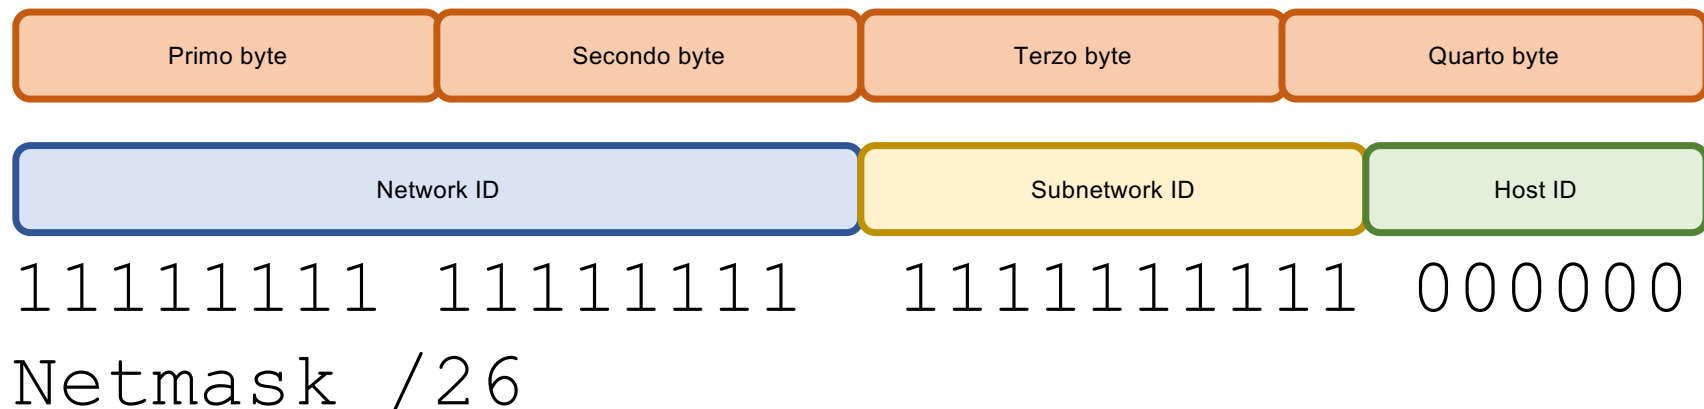 Primo byte Secondo byte Terzo byte Quarto byte
Network ID Subnetwork ID Host ID
11111111 11111111 1111111111 000000
Netmask /26